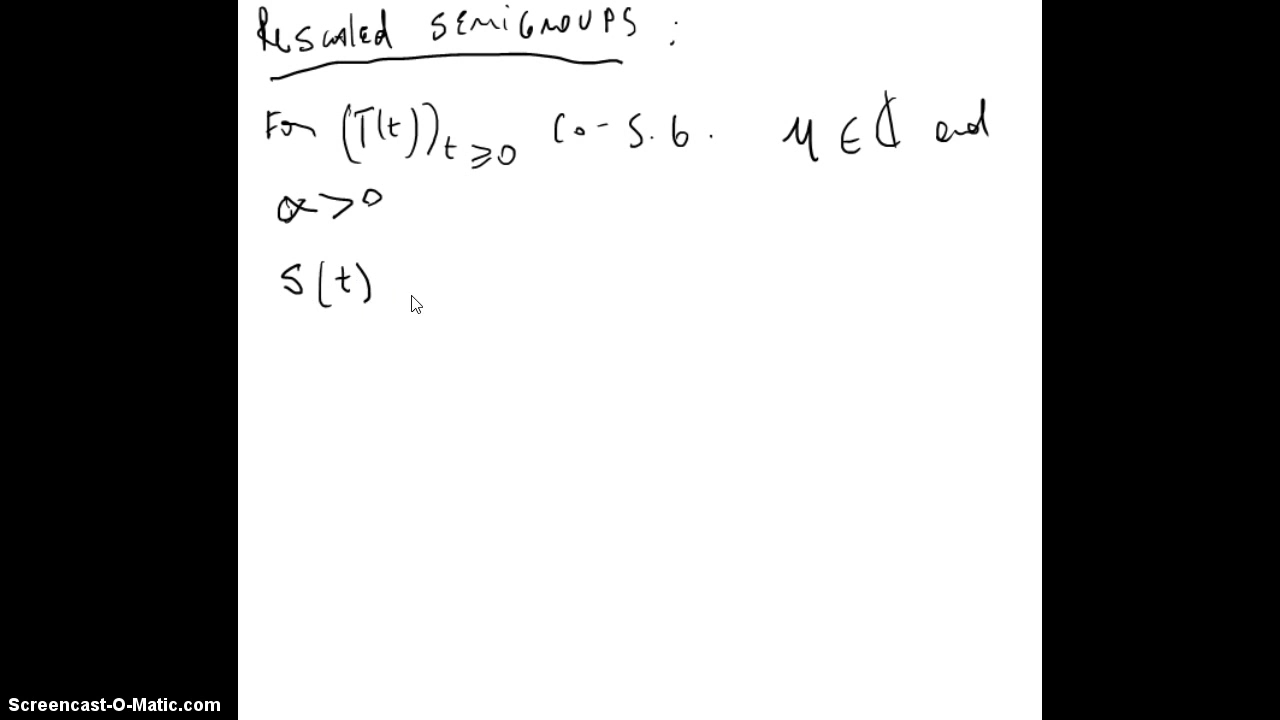 Rescaled SEMIGROUPS :
For (T(t))t⩾0 C0-S.G. μ ∈ ℂ and
α>0
S(t)
Screencast-O-Matic.com